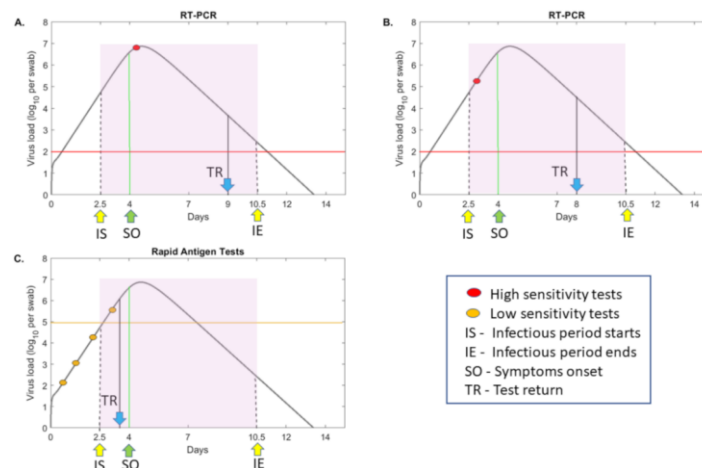 A.
RT-PCR
Virus load (log10 per swab)
8
7
6
5
4
3
2
1
0
TR
0 2.5 4 7 9 10.5 12 14
Days
IS SO IE
B.
RT-PCR
Virus load (log10 per swab)
8
7
6
5
4
3
2
1
0
TR
0 2.5 4 7 8 10.5 12 14
Days
IS SO IE
C.
Rapid Antigen Tests
Virus load (log10 per swab)
8
7
6
5
4
3
2
1
0
TR
0 2.5 4 7 10.5 12 14
Days
IS SO IE
High sensitivity tests
Low sensitivity tests
IS - Infectious period starts
IE - Infectious period ends
SO - Symptoms onset
TR - Test return